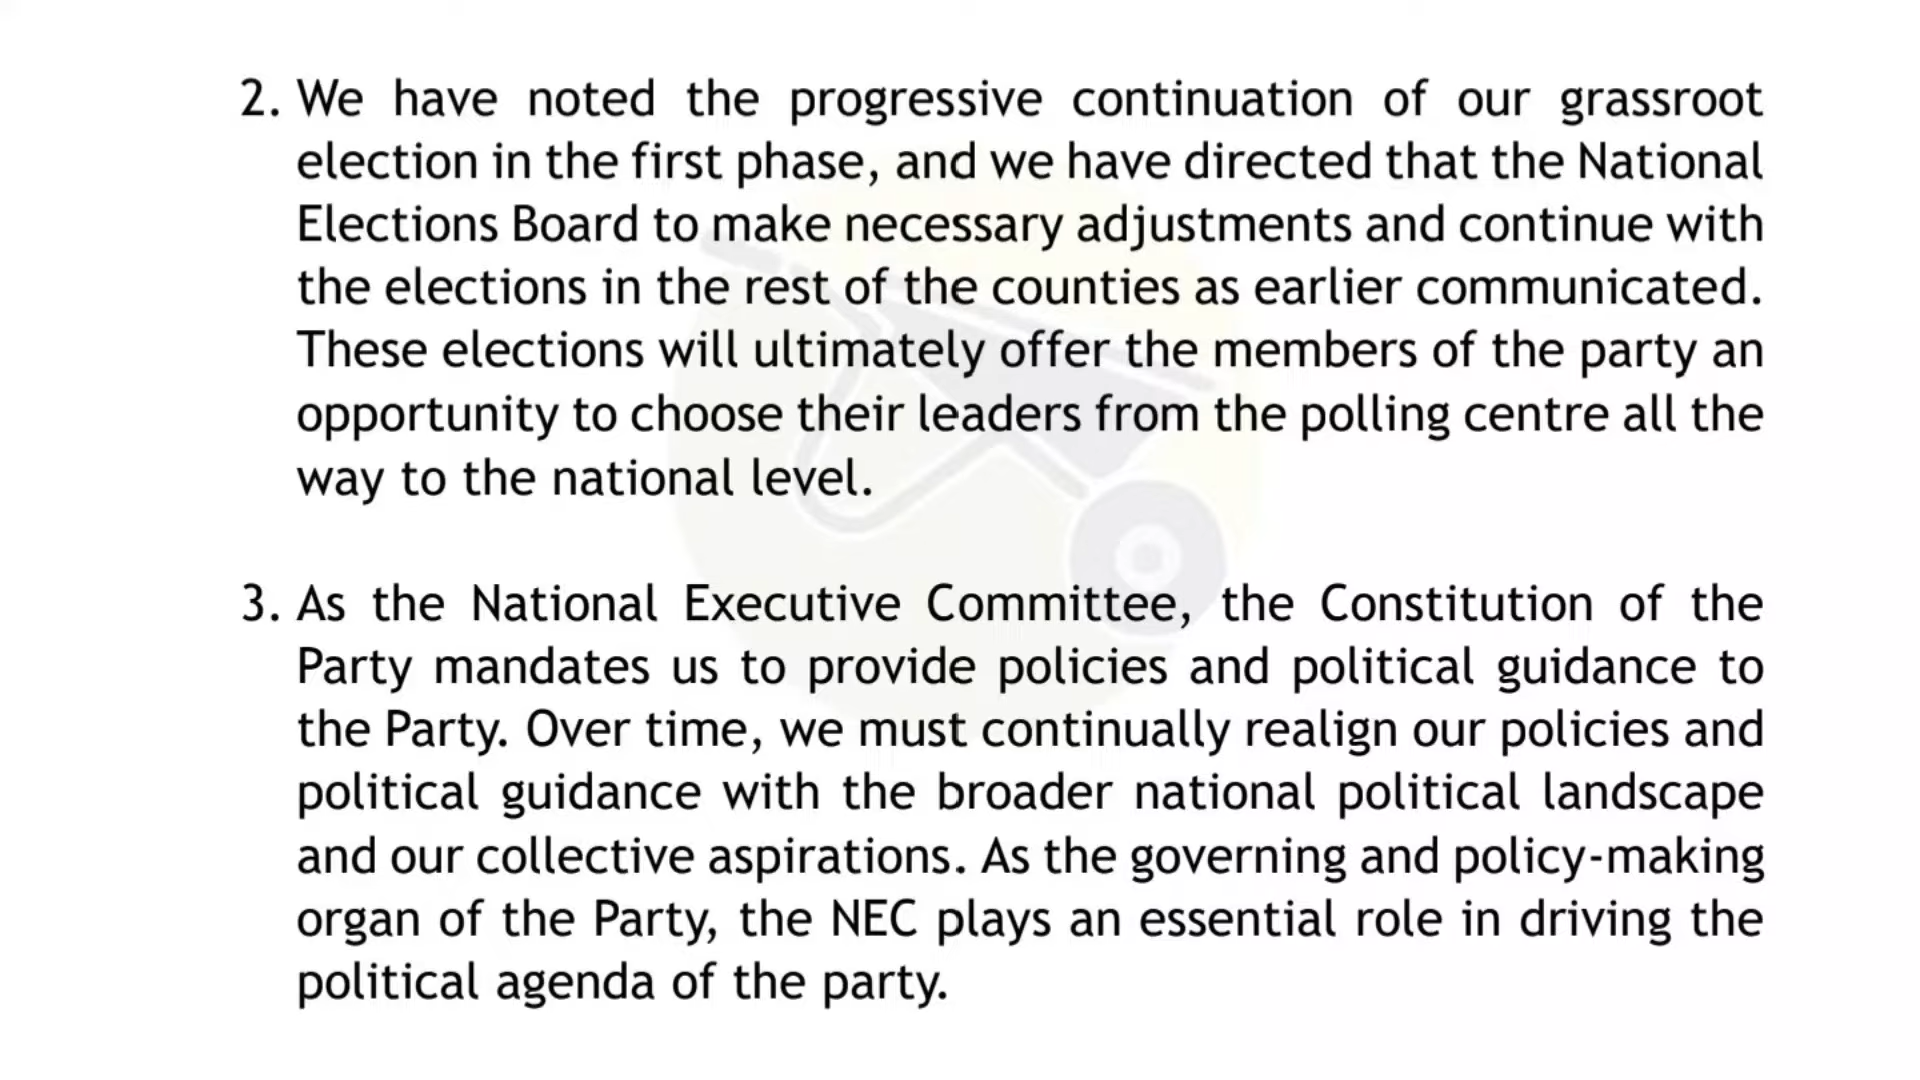 2. We have noted the progressive continuation of our grassroot
election in the first phase, and we have directed that the National
Elections Board to make necessary adjustments and continue with
the elections in the rest of the counties as earlier communicated.
These elections will ultimately offer the members of the party an
opportunity to choose their leaders from the polling centre all the
way to the national level.
3. As the National Executive Committee, the Constitution of the
Party mandates us to provide policies and political guidance to
the Party. Over time, we must continually realign our policies and
political guidance with the broader national political landscape
and our collective aspirations. As the governing and policy-making
organ of the Party, the NEC plays an essential role in driving the
political agenda of the party.